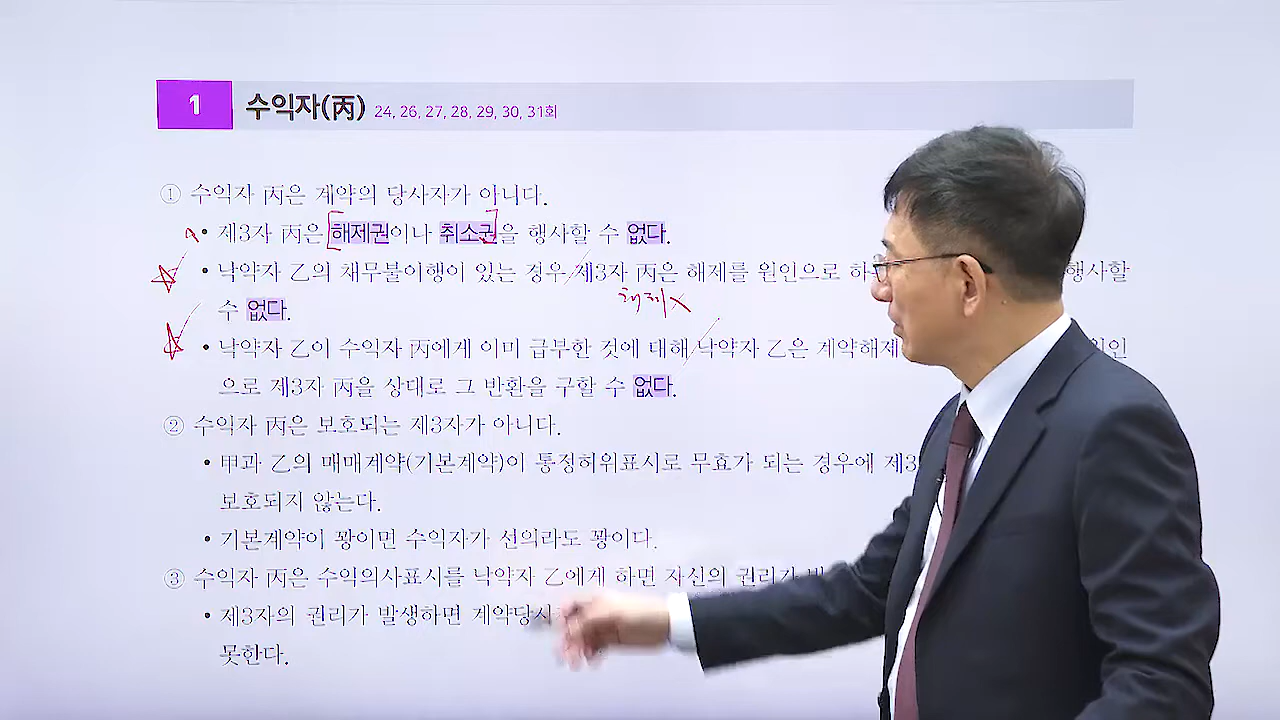 1 수익자(丙) 24, 26, 27, 28, 29, 30, 31회
① 수익자 丙은 계약의 당사자가 아니다.
• 제3자 丙은 해제권이나 취소권을 행사할 수 없다.
• 낙약자 乙의 채무불이행이 있는 경우 제3자 丙은 해제를 원인으로 행사할
해제X
수 없다.
• 낙약자 乙이 수익자 丙에게 이미 급부한 것에 대해 낙약자 乙은 계약해제 원인
으로 제3자 丙을 상대로 그 반환을 구할 수 없다.
② 수익자 丙은 보호되는 제3자가 아니다.
• 甲과 乙의 매매계약(기본계약)이 통정허위표시로 무효가 되는 경우에
보호되지 않는다.
• 기본계약이 꽝이면 수익자가 선의라도 꽝이다.
③ 수익자 丙은 수익의사표시를 낙약자 乙에게 하면 자신의 권리가
• 제3자의 권리가 발생하면
못한다.